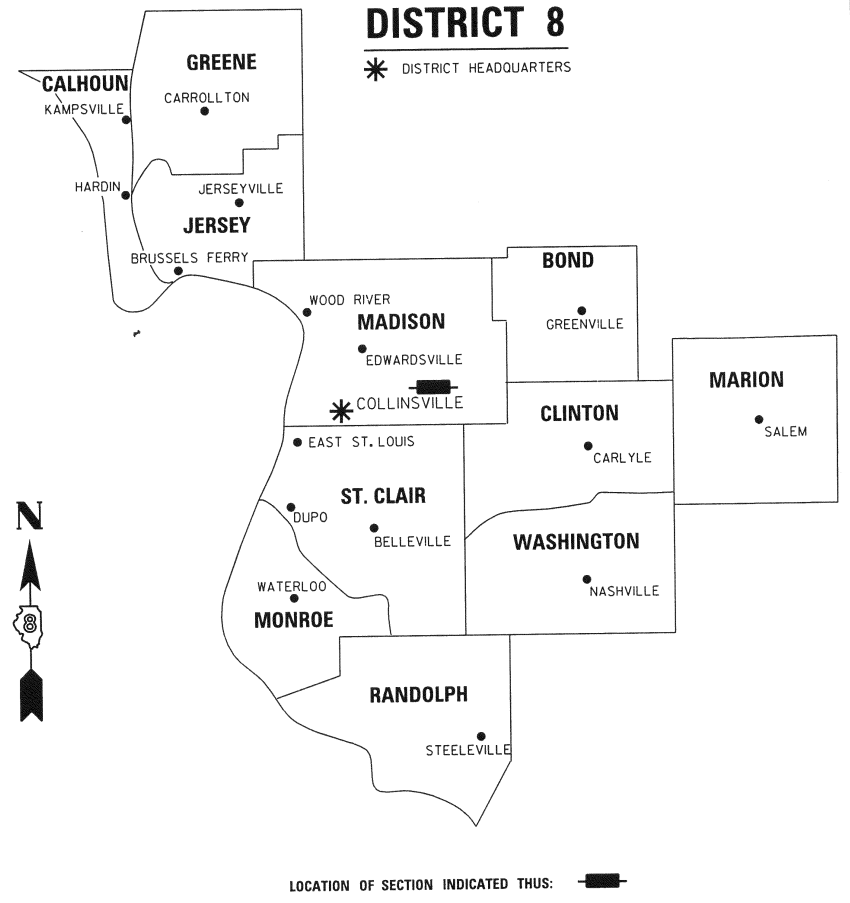 DISTRICT 8
DISTRICT HEADQUARTERS
GREENE
CALHOUN
CARROLLTON
KAMPSVILLE
HARDIN
JERSEYVILLE
JERSEY
BRUSSELS FERRY
BOND
WOOD RIVER
MADISON
GREENVILLE
EDWARDSVILLE
MARION
COLLINSVILLE
CLINTON
SALEM
EAST ST. LOUIS
CARLYLE
ST. CLAIR
DUPO
N
BELLEVILLE
WASHINGTON
WATERLOO
NASHVILLE
MONROE
8
RANDOLPH
STEELEVILLE
LOCATION OF SECTION INDICATED THUS: